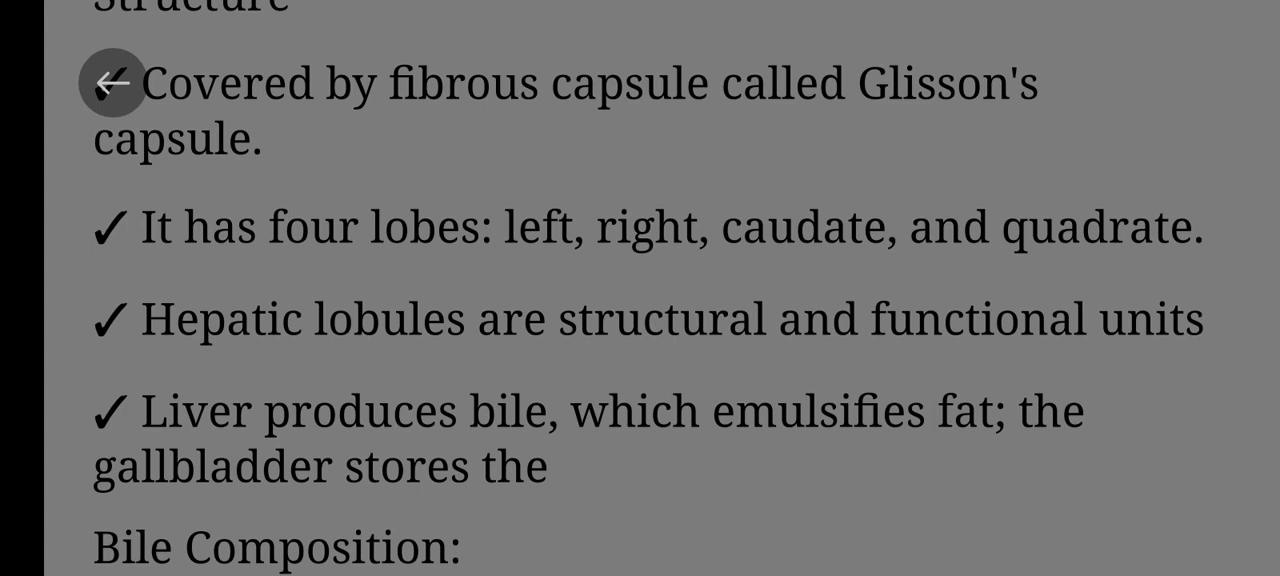 Structure
✓ Covered by fibrous capsule called Glisson's
capsule.
✓ It has four lobes: left, right, caudate, and quadrate.
✓ Hepatic lobules are structural and functional units
✓ Liver produces bile, which emulsifies fat; the
gallbladder stores the
Bile Composition: